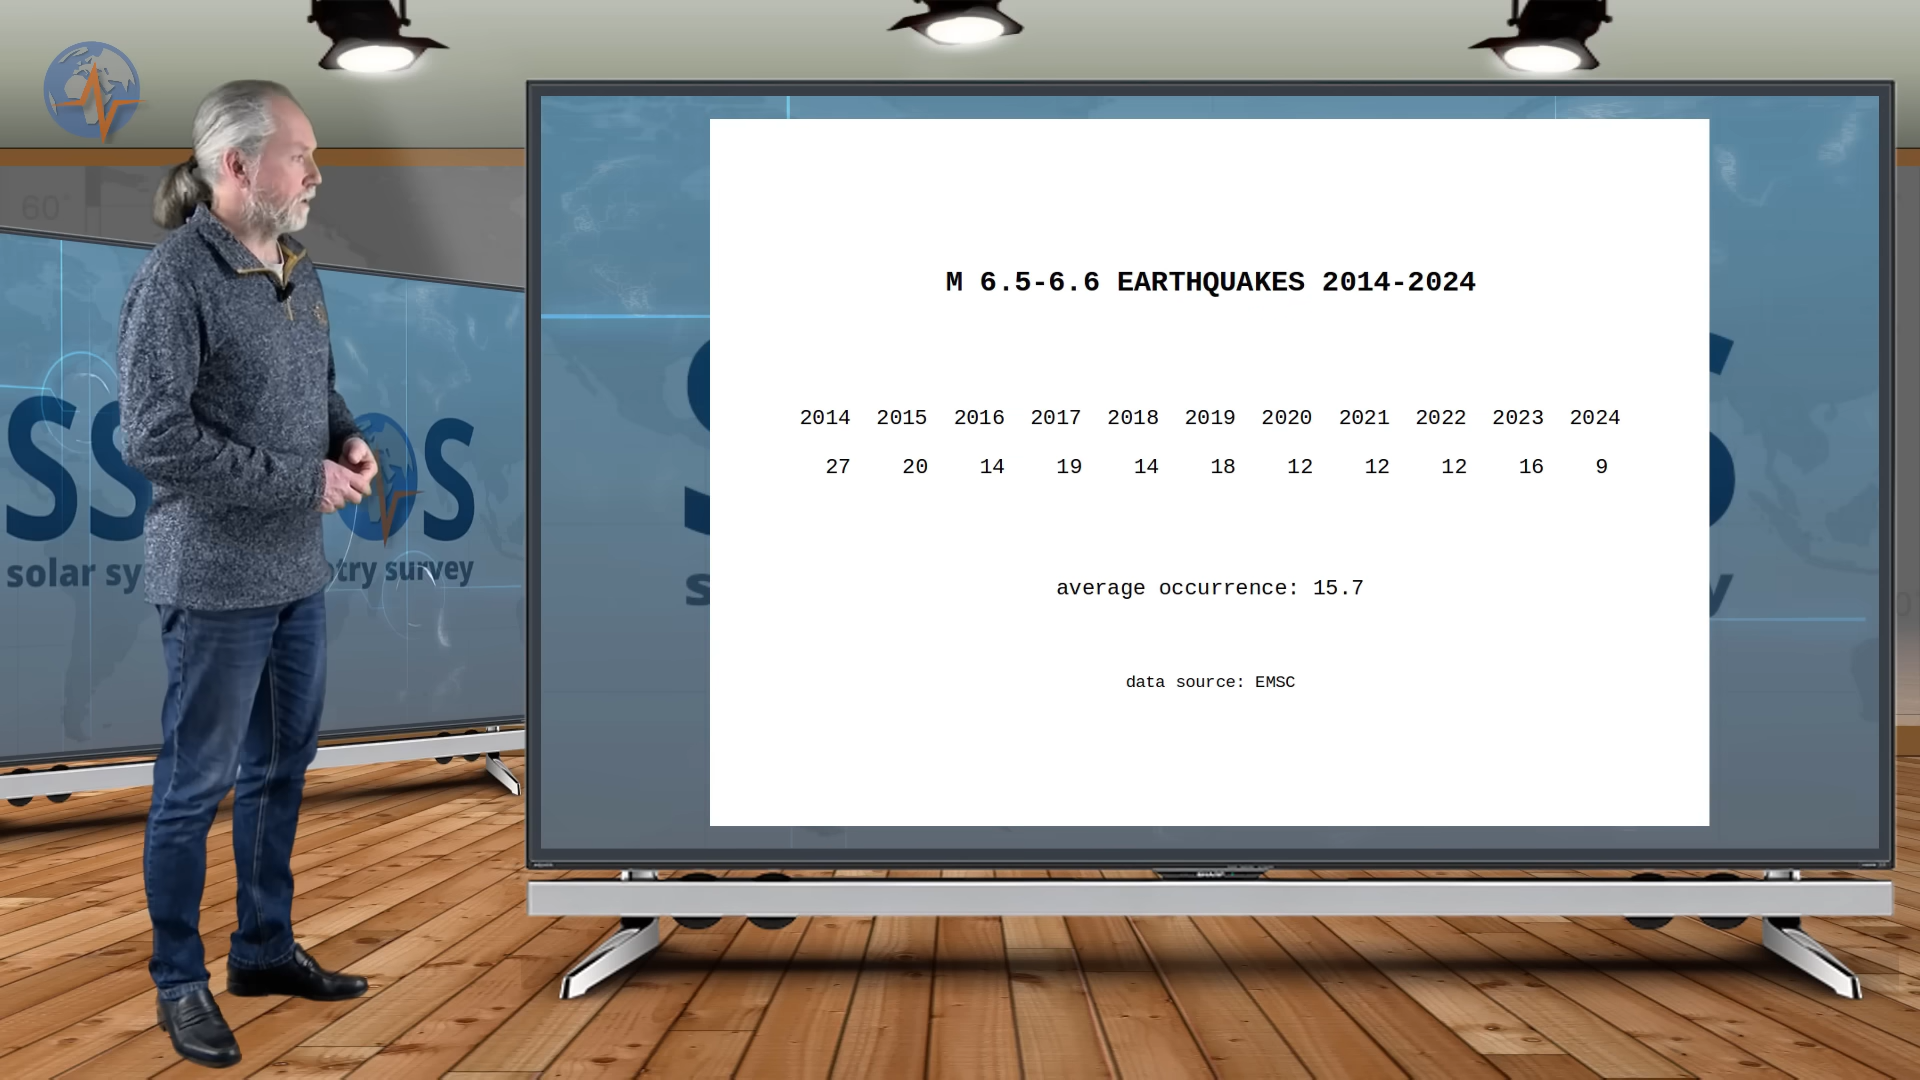 M 6.5-6.6 EARTHQUAKES 2014-2024
2014 2015 2016 2017 2018 2019 2020 2021 2022 2023 2024
27 20 14 19 14 18 12 12 12 16 9
average occurrence: 15.7
data source: EMSC
60°
SS S
solar sy try survey